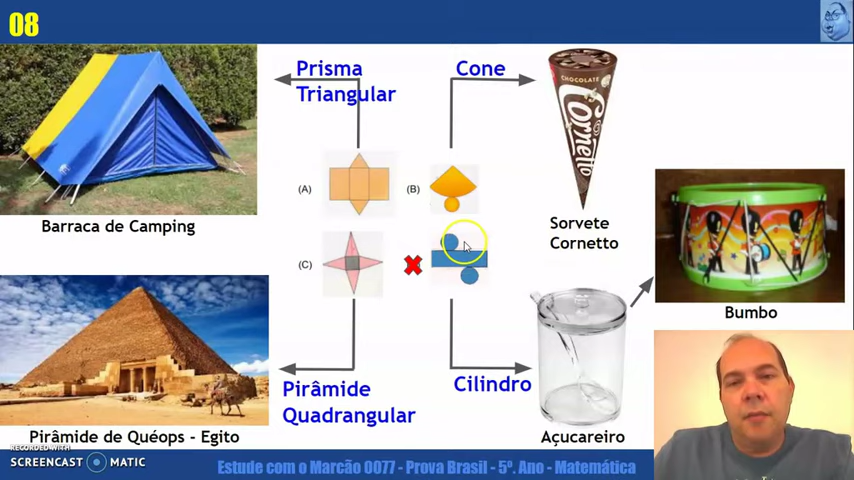 08
Prisma
Triangular
Cone
CHOCOLATE
Cornetto
(A)
(B)
Barraca de Camping
Sorvete
Cornetto
(C)
Bumbo
Pirâmide
Quadrangular
Cilindro
Pirâmide de Quéops - Egito
Açucareiro
RECORDED WITH
SCREENCAST MATIC
Estude com o Marcão 0077 - Prova Brasil - 5º. Ano - Matemática